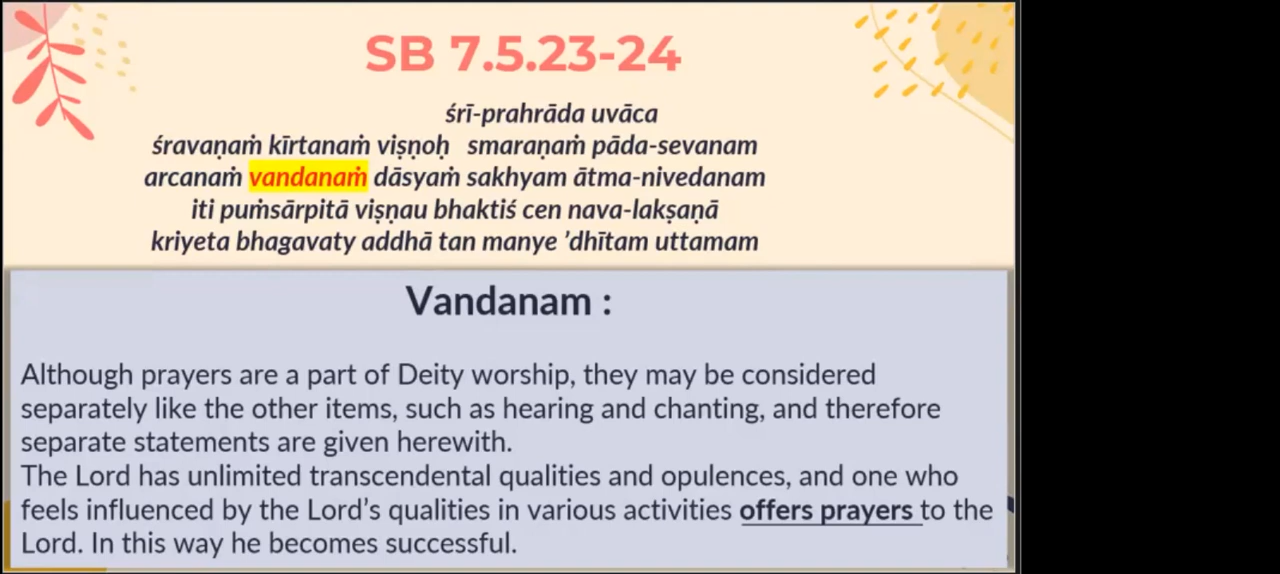 SB 7.5.23-24
śrī-prahrāda uvāca
śravaṇaṁ kīrtanaṁ viṣṇoḥ smaraṇaṁ pāda-sevanam
arcanaṁ vandanaṁ dāsyaṁ sakhyam ātma-nivedanam
iti puṁsārpitā viṣṇau bhaktiś cen nava-lakṣaṇā
kriyeta bhagavaty addhā tan manye ’dhītam uttamam
Vandanam :
Although prayers are a part of Deity worship, they may be considered
separately like the other items, such as hearing and chanting, and therefore
separate statements are given herewith.
The Lord has unlimited transcendental qualities and opulences, and one who
feels influenced by the Lord’s qualities in various activities offers prayers to the
Lord. In this way he becomes successful.